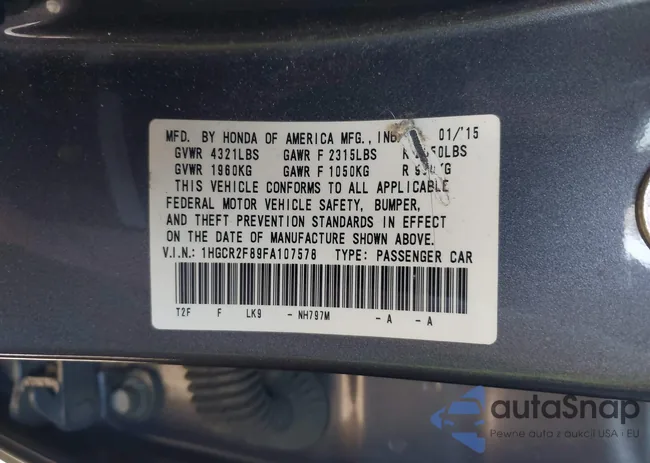 MFD. BY HONDA OF AMERICA MFG., INC. 01/'15
GVWR 4321LBS GAWR F 2315LBS R
GVWR 1960KG GAWR F 1050KG R
THIS VEHICLE CONFORMS TO ALL APPLICABLE
FEDERAL MOTOR VEHICLE SAFETY, BUMPER,
AND THEFT PREVENTION STANDARDS IN EFFECT
ON THE DATE OF MANUFACTURE SHOWN ABOVE.
V.I.N.: 1HGCR2F89FA107578 TYPE: PASSENGER CAR
T2F F LK9 - NH797M - A - A
autaSnap
Pewne auta z aukcji USA i EU